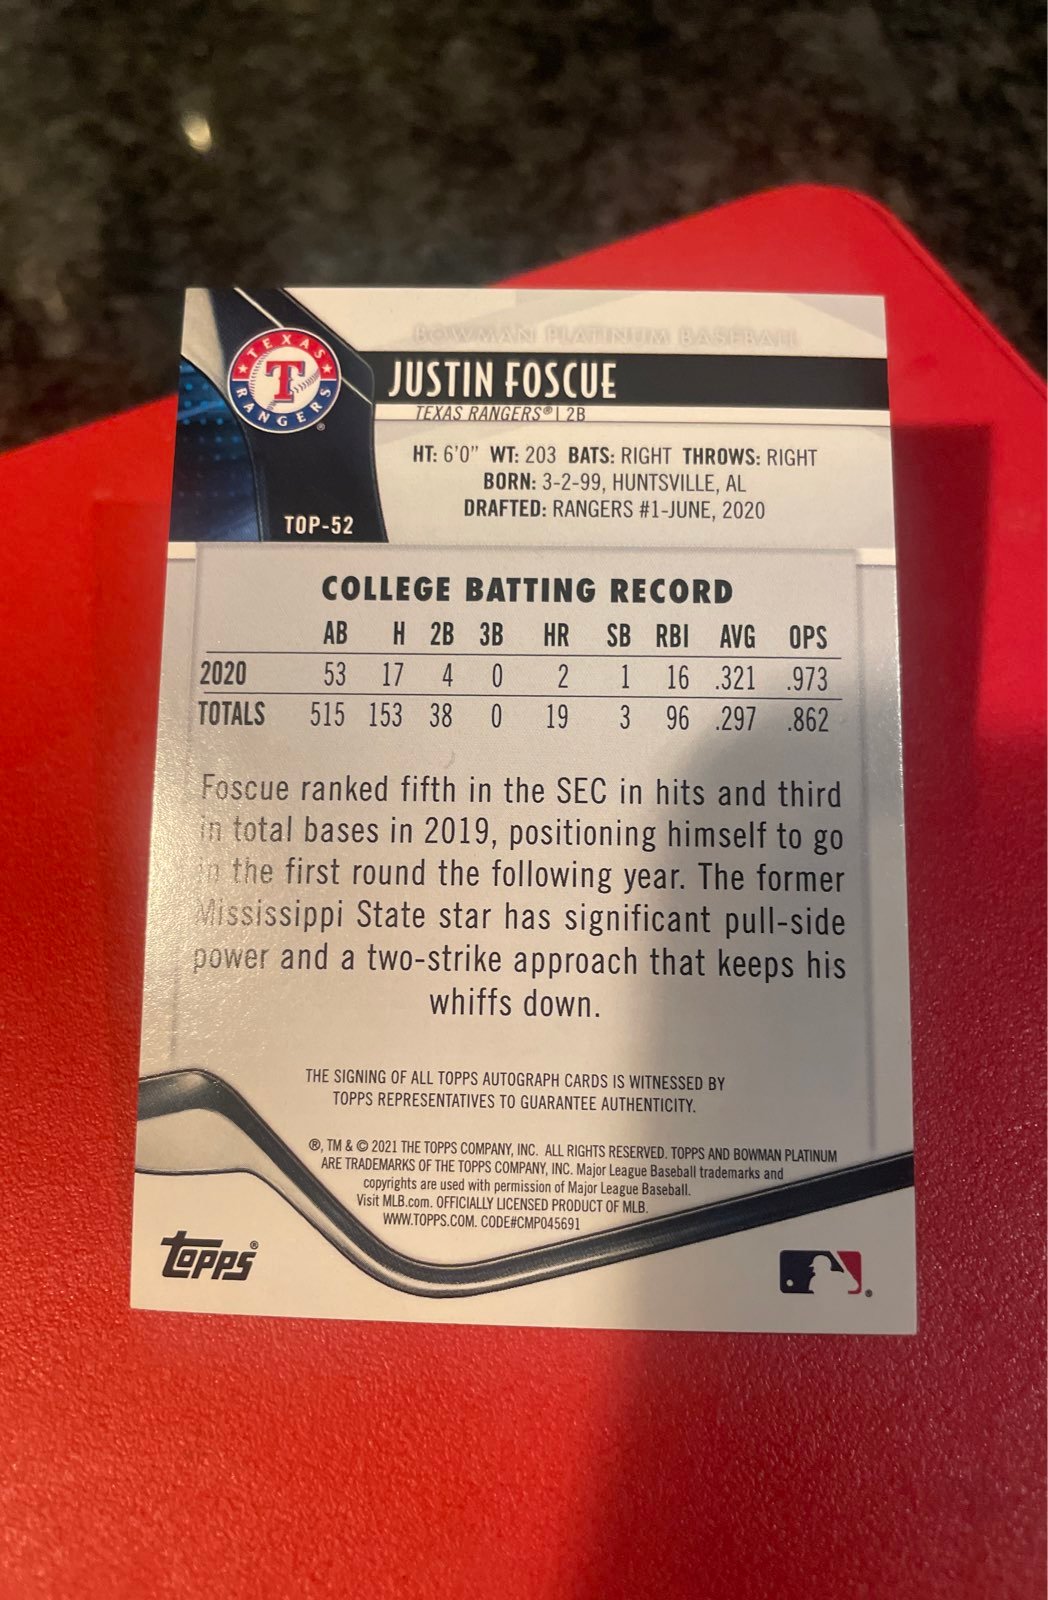 BOWMAN PLATINUM BASEBALL
TEXAS
T
RANGERS®
JUSTIN FOSCUE
TEXAS RANGERS® | 2B
HT: 6'0" WT: 203 BATS: RIGHT THROWS: RIGHT
BORN: 3-2-99, HUNTSVILLE, AL
DRAFTED: RANGERS #1-JUNE, 2020
TOP-52
COLLEGE BATTING RECORD
AB H 2B 3B HR SB RBI AVG OPS
2020 53 17 4 0 2 1 16 .321 .973
TOTALS 515 153 38 0 19 3 96 .297 .862
Foscue ranked fifth in the SEC in hits and third
in total bases in 2019, positioning himself to go
in the first round the following year. The former
Mississippi State star has significant pull-side
power and a two-strike approach that keeps his
whiffs down.
THE SIGNING OF ALL TOPPS AUTOGRAPH CARDS IS WITNESSED BY
TOPPS REPRESENTATIVES TO GUARANTEE AUTHENTICITY.
®, TM & © 2021 THE TOPPS COMPANY, INC. ALL RIGHTS RESERVED. TOPPS AND BOWMAN PLATINUM
ARE TRADEMARKS OF THE TOPPS COMPANY, INC. Major League Baseball trademarks and
copyrights are used with permission of Major League Baseball.
Visit MLB.com. OFFICIALLY LICENSED PRODUCT OF MLB.
WWW.TOPPS.COM. CODE#CMP045691
Topps®
®